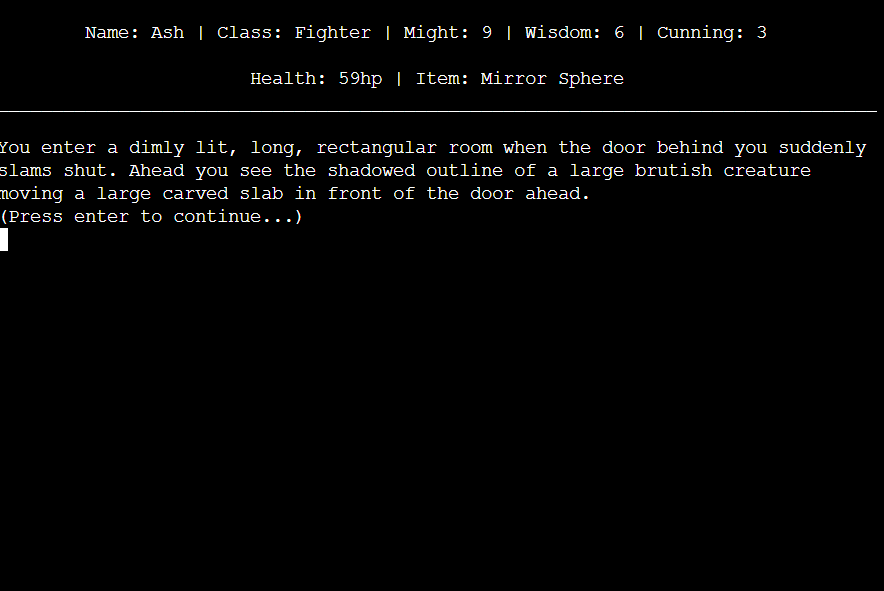 Name: Ash | Class: Fighter | Might: 9 | Wisdom: 6 | Cunning: 3
Health: 59hp | Item: Mirror Sphere
You enter a dimly lit, long, rectangular room when the door behind you suddenly
slams shut. Ahead you see the shadowed outline of a large brutish creature
moving a large carved slab in front of the door ahead.
(Press enter to continue...)